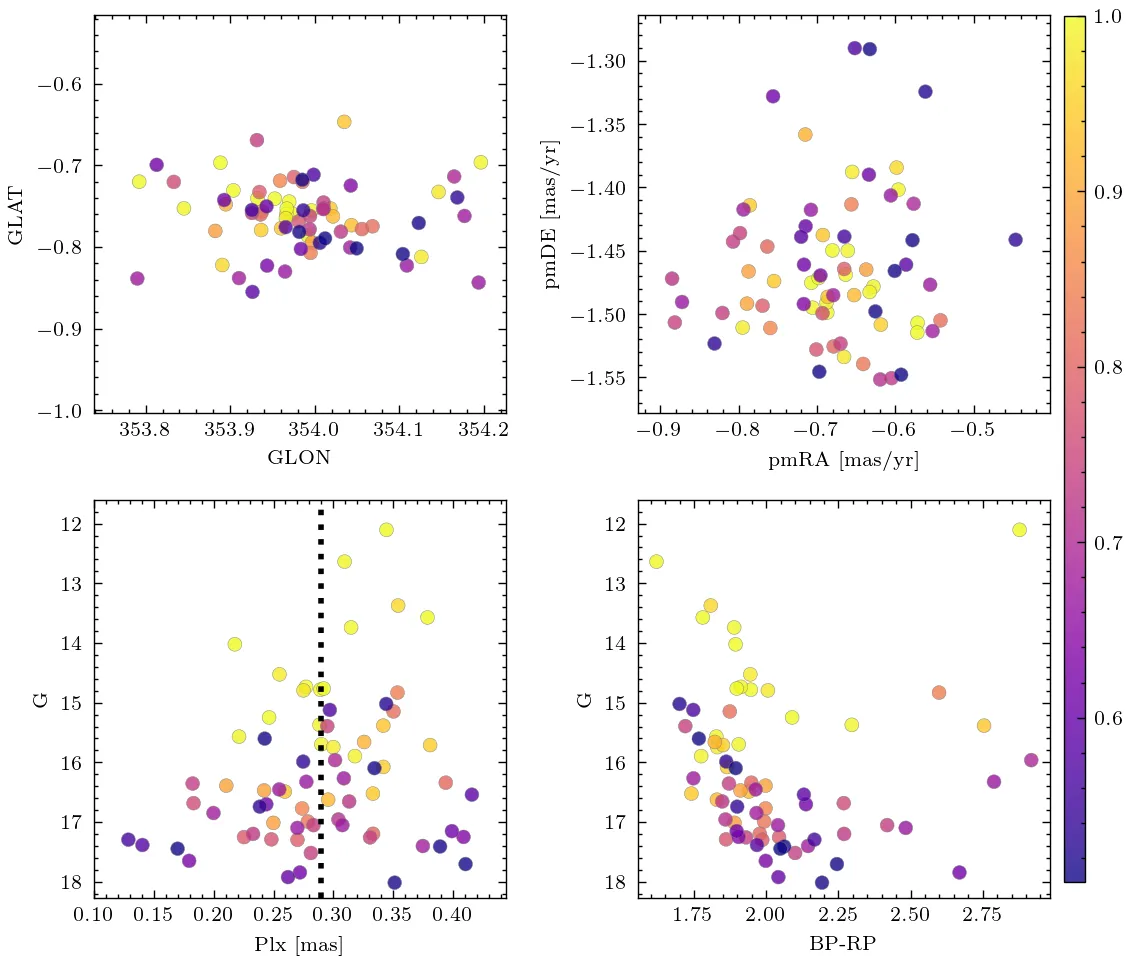 −0.6
−0.7
−0.8
−0.9
−1.0
GLAT
353.8 353.9 354.0 354.1 354.2
GLON
−1.30
−1.35
−1.40
−1.45
−1.50
−1.55
pmDE [mas/yr]
−0.9 −0.8 −0.7 −0.6 −0.5
pmRA [mas/yr]
1.0
0.9
0.8
0.7
0.6
12
13
14
15
16
17
18
G
0.10 0.15 0.20 0.25 0.30 0.35 0.40
Plx [mas]
12
13
14
15
16
17
18
G
1.75 2.00 2.25 2.50 2.75
BP-RP